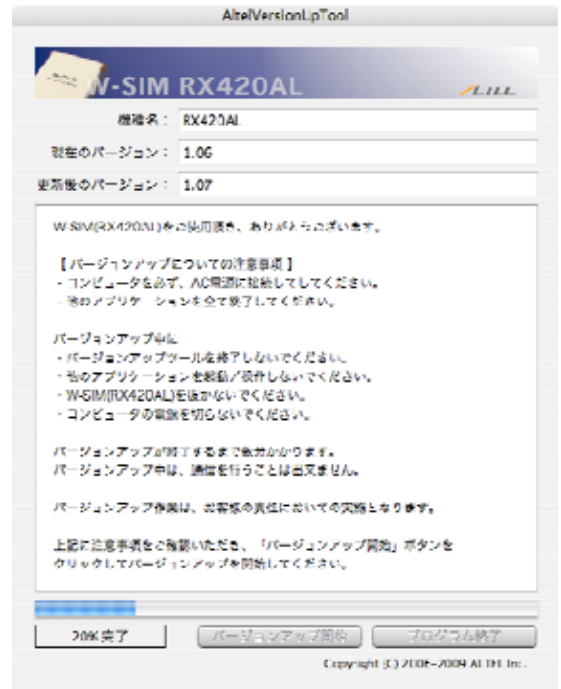 AltelVersionUpTool
W-SIM RX420AL
機種名： RX420AL
現在のバージョン： 1.06
更新後のバージョン： 1.07
W-SIM(RX420AL)をご使用頂き、ありがとうございます。
【バージョンアップについての注意事項】
- コンピュータを必ず、AC電源に接続してしてください。
- 他のアプリケーションを全て終了してください。
バージョンアップ中に
- バージョンアップツールを終了しないでください。
- 他のアプリケーションを起動/操作しないでください。
- W-SIM(RX420AL)を抜かないでください。
- コンピュータの電源を切らないでください。
バージョンアップが終了するまで数分かかります。
バージョンアップ中は、通信を行うことは出来ません。
バージョンアップ作業は、お客様の責任においての実施となります。
上記に注意事項をご確認いただき、「バージョンアップ開始」ボタンを
クリックしてバージョンアップを開始してください。
20%完了 バージョンアップ開始 プログラム終了
Copyright (C) 2006-2009 ALTEL Inc.